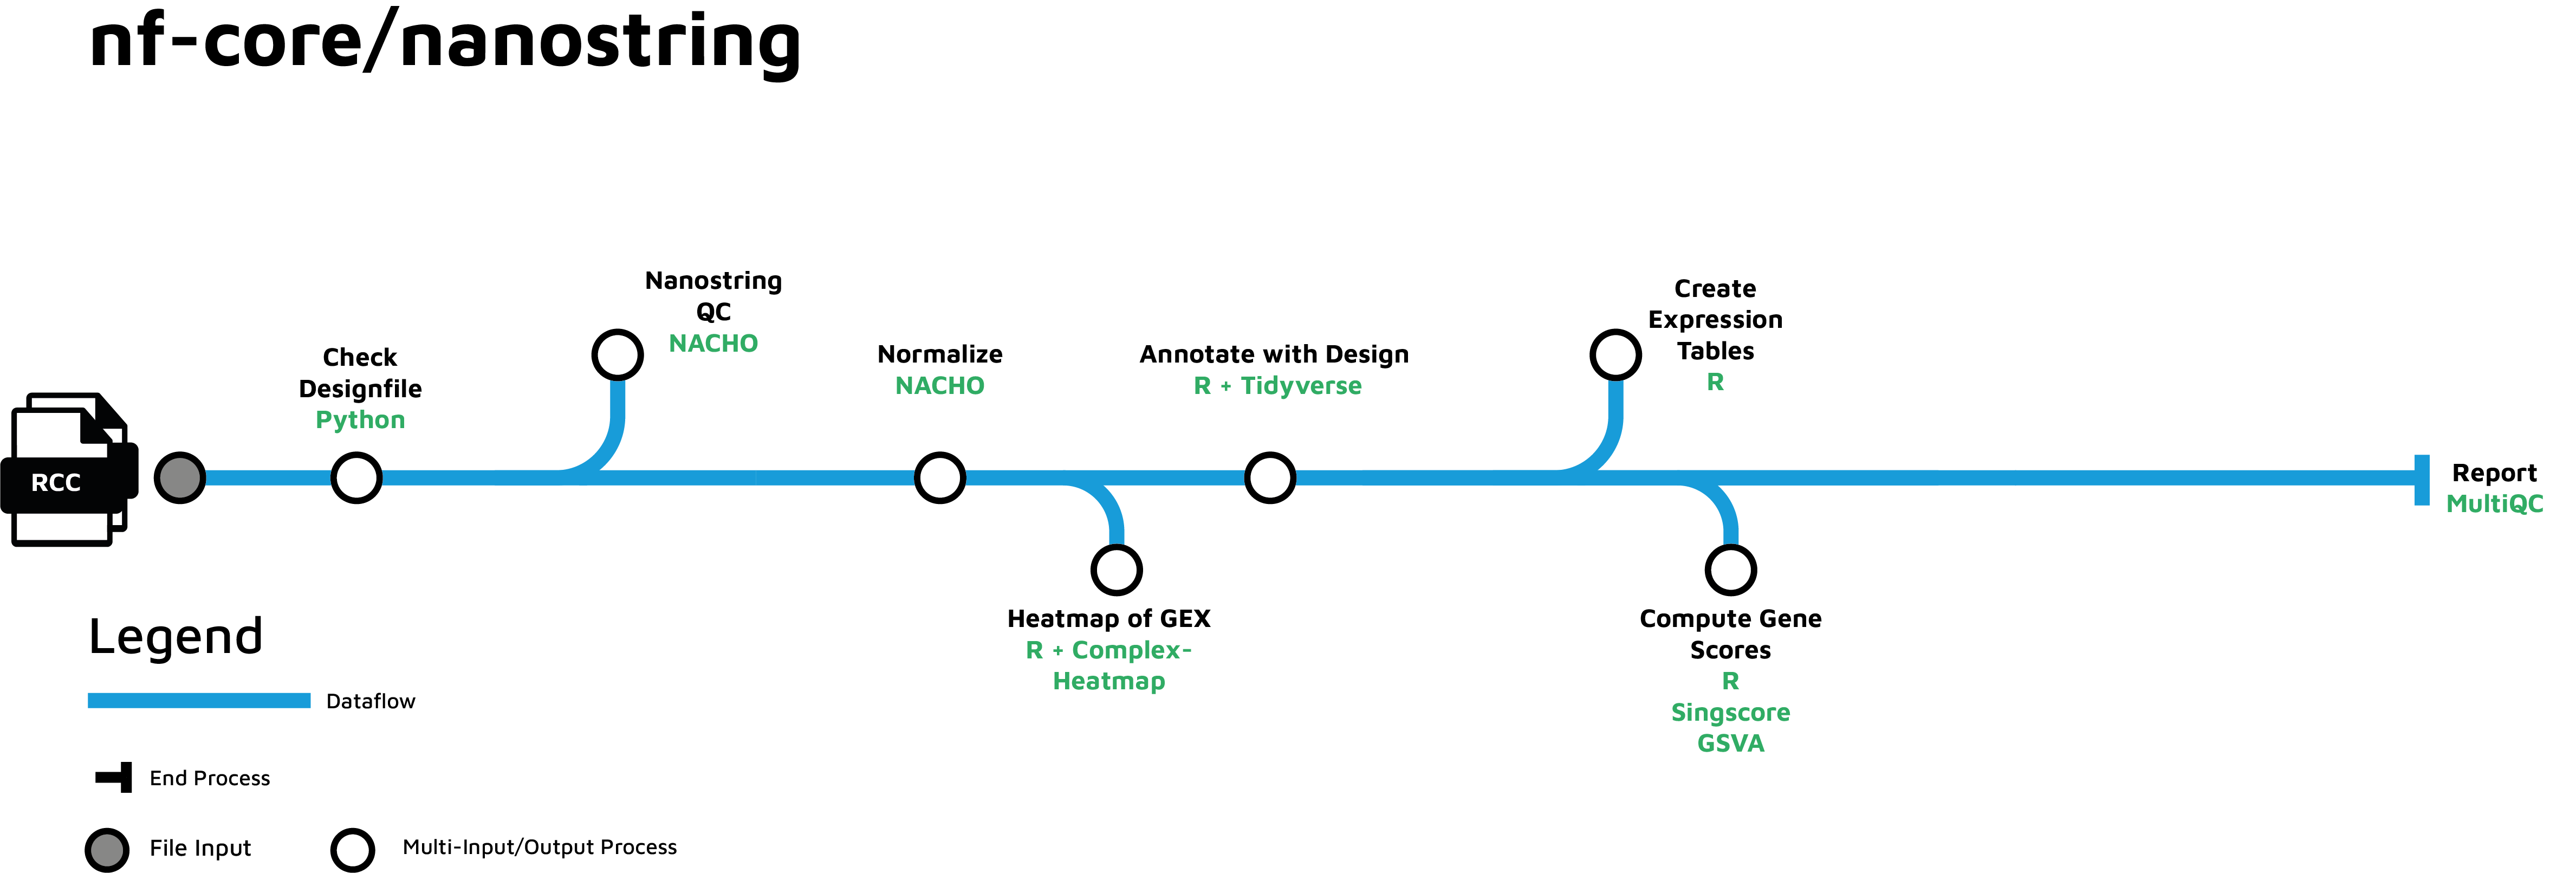 nf-core/nanostring
Nanostring
QC
NACHO
Create
Expression
Tables
R
Check
Designfile
Python
Normalize
NACHO
Annotate with Design
R + Tidyverse
RCC
Report
MultiQC
Heatmap of GEX
R + Complex-
Heatmap
Compute Gene
Scores
R
Singscore
GSVA
Legend
Dataflow
End Process
File Input
Multi-Input/Output Process